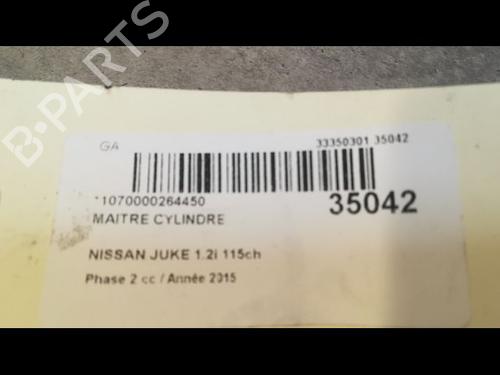 B-PARTS
GA
33350301 35042
*1070000264450
35042
MAITRE CYLINDRE
NISSAN JUKE 1.2i 115ch
Phase 2 cc / Année 2015